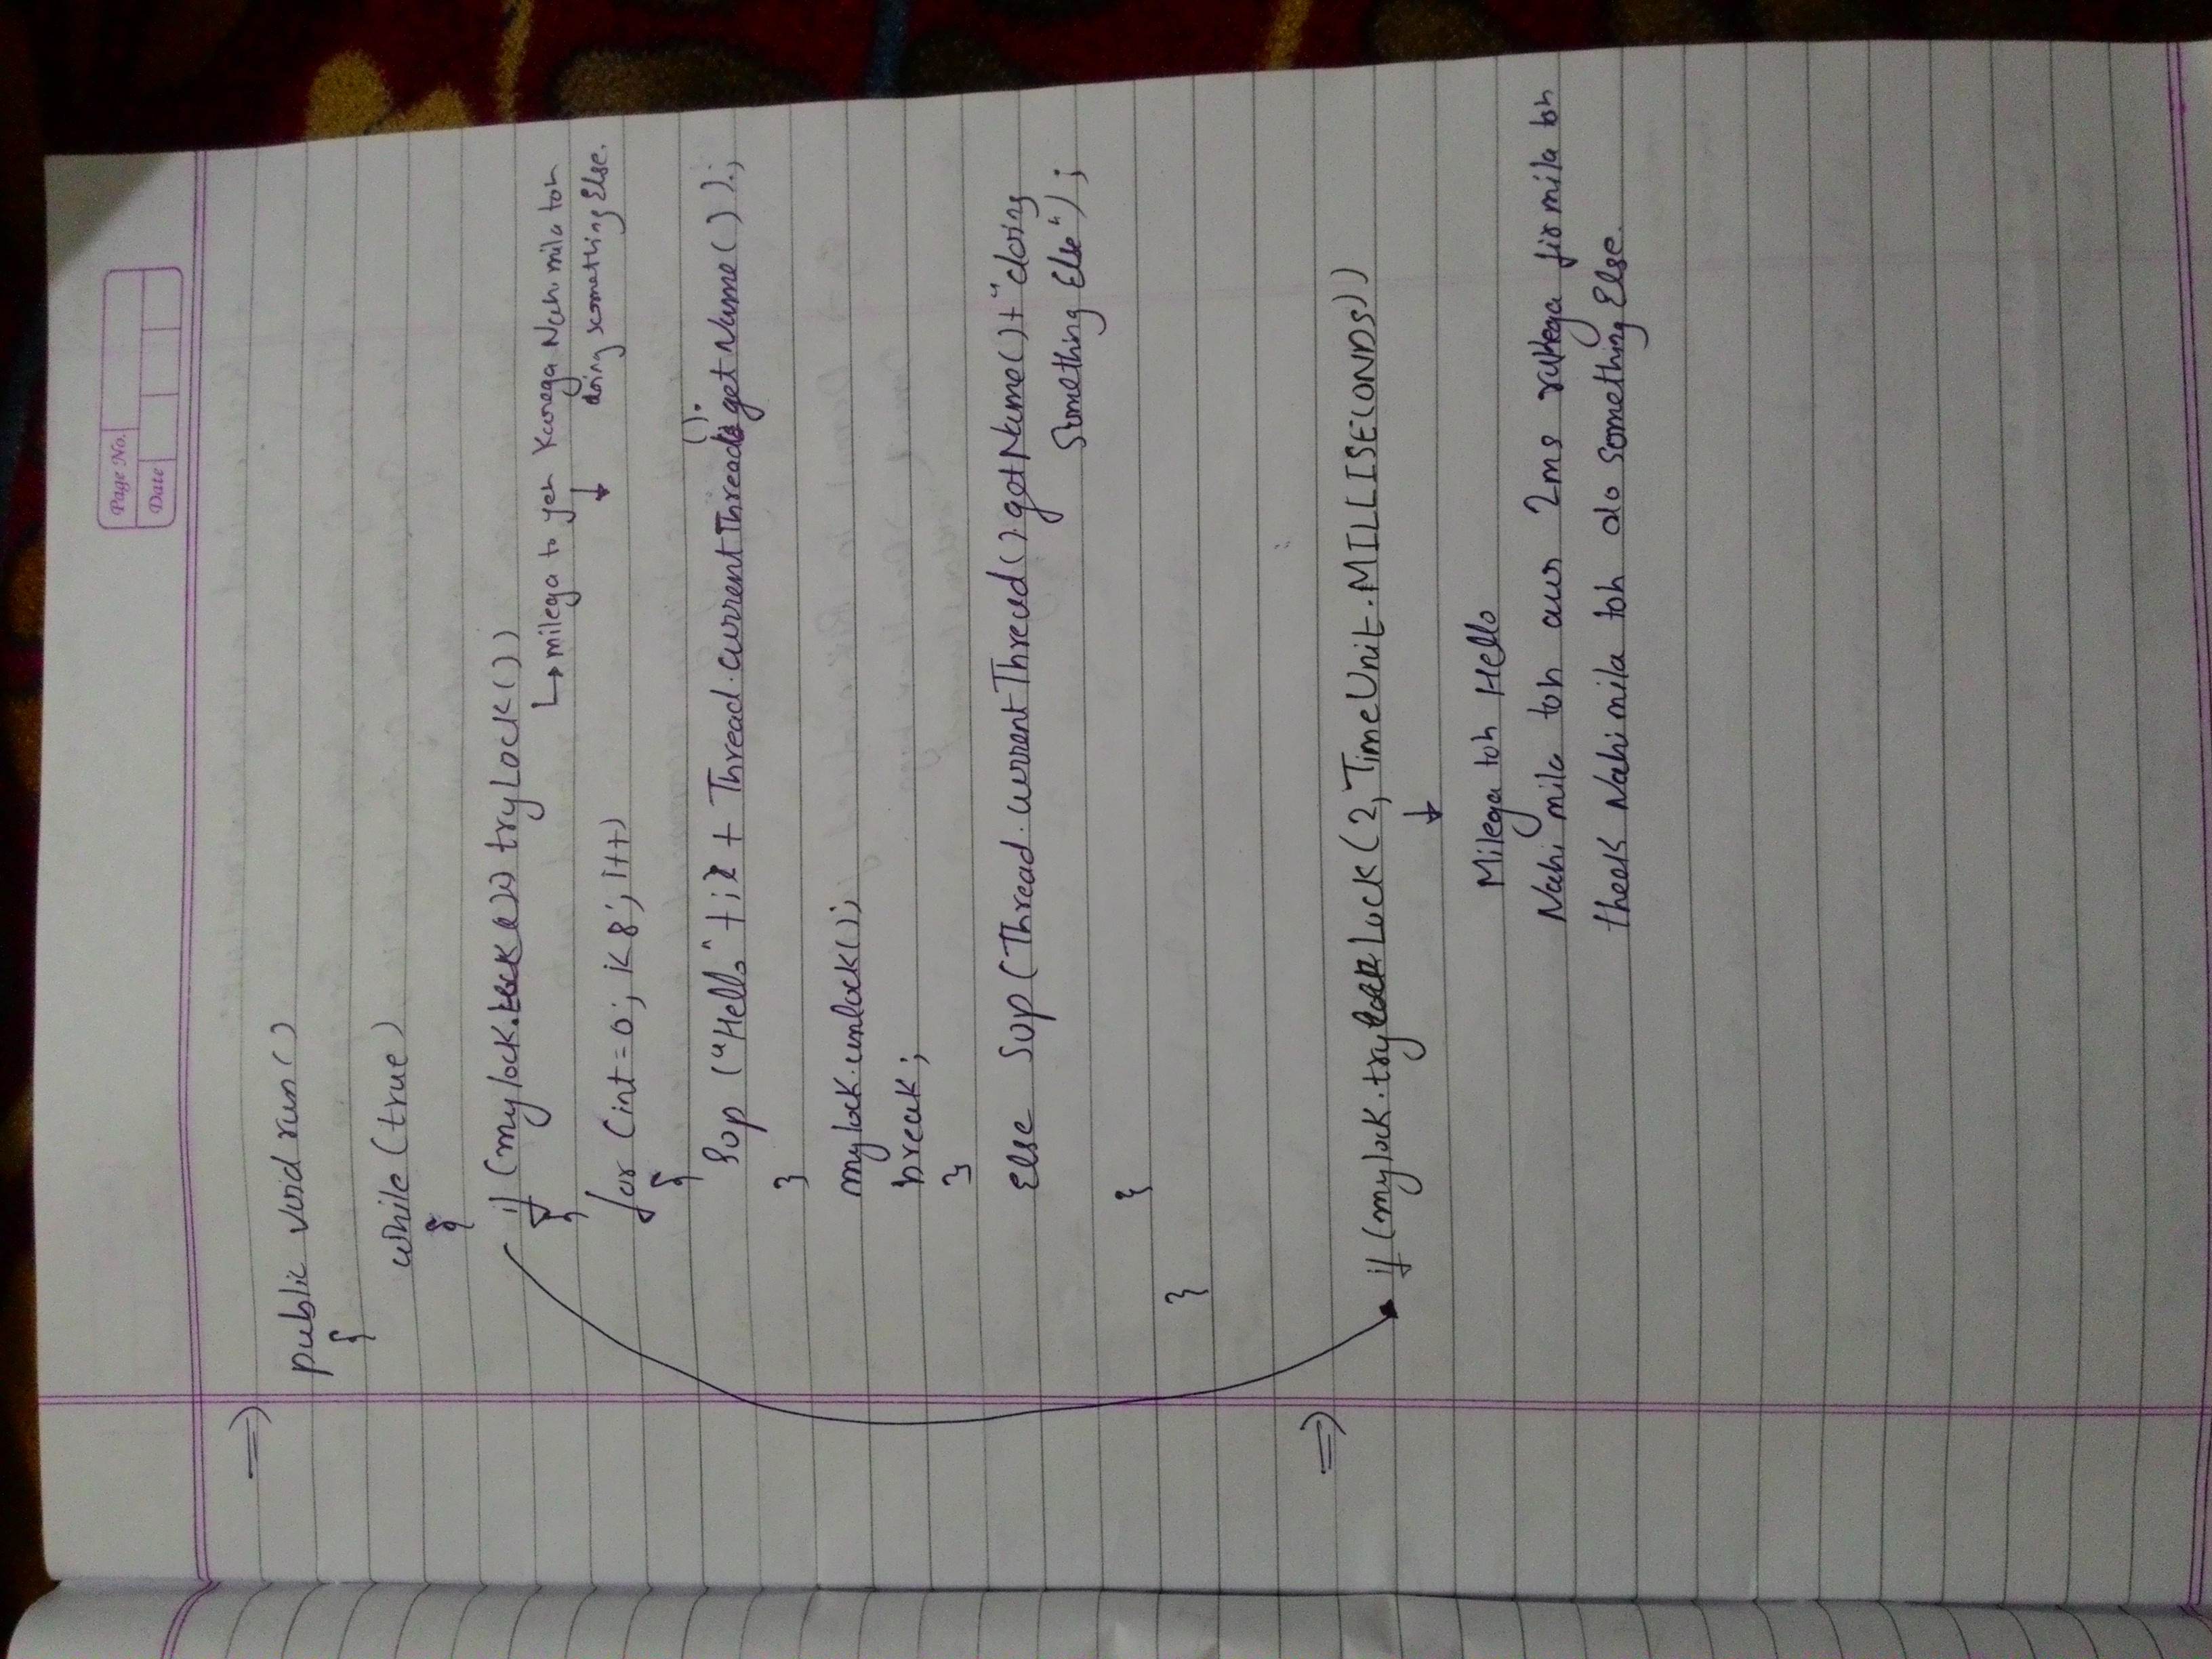 Page No.
Date
⇒
public void run()
{
while (true)
{
if (mylock. tryLock())
↳ milega to yeh Karega Nahi mila toh
↓ doing something Else.
{
for (int = 0; i<8; i++)
{
Sop ("Hello" + i + Thread.currentThread().getName());
}
mylock.unlock();
break;
}
else Sop (Thread.currentThread().getName()+"doing
Something Else");
}
}
⇒
if (mylock.tryLock(2, TimeUnit.MILLISECONDS))
↓
Milega toh Hello
Nahi mila toh aur 2ms rukega fir mila toh
theek Nahi mila toh do something Else.